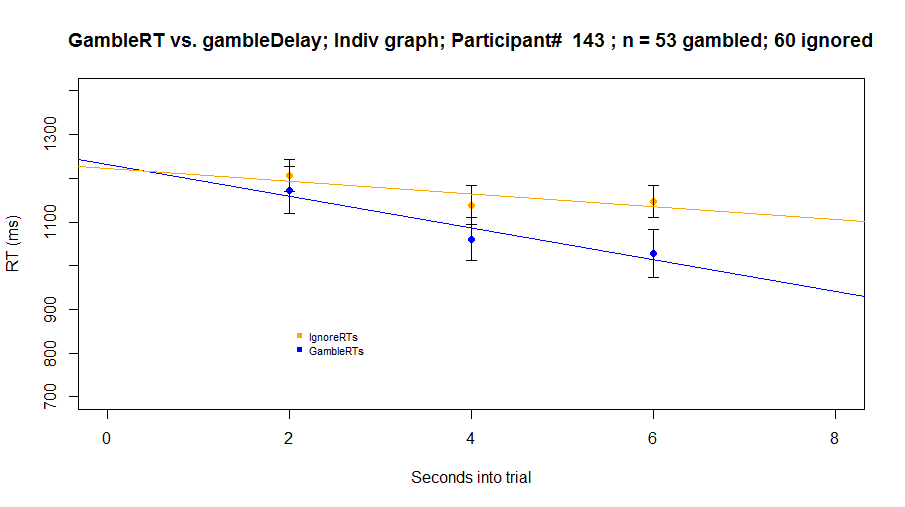 GambleRT vs. gambleDelay; Indiv graph; Participant#  143 ; n = 53 gambled; 60 ignored
1300
1100
900
800
700
RT (ms)
IgnoreRTs
GambleRTs
0 2 4 6 8
Seconds into trial